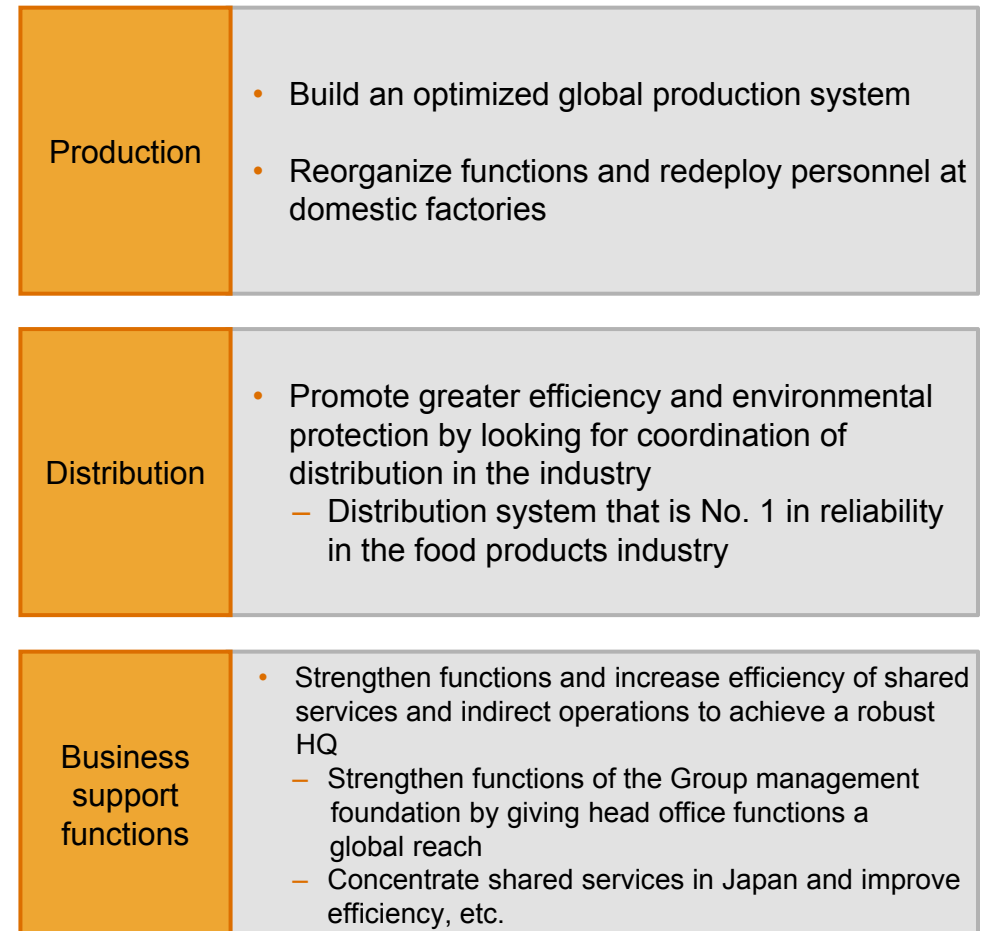 Production
• Build an optimized global production system
• Reorganize functions and redeploy personnel at
domestic factories
Distribution
• Promote greater efficiency and environmental
protection by looking for coordination of
distribution in the industry
– Distribution system that is No. 1 in reliability
in the food products industry
Business
support
functions
• Strengthen functions and increase efficiency of shared
services and indirect operations to achieve a robust
HQ
– Strengthen functions of the Group management
foundation by giving head office functions a
global reach
– Concentrate shared services in Japan and improve
efficiency, etc.